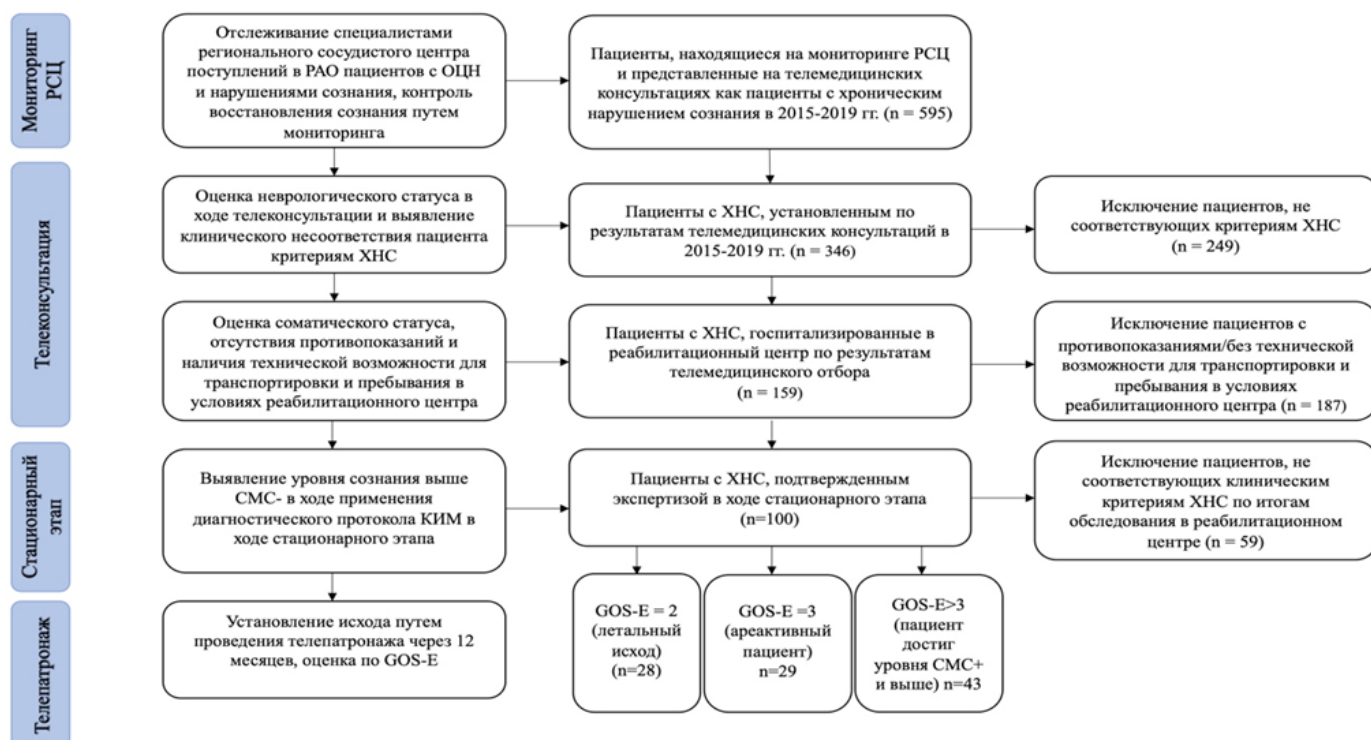 Мониторинг
РСЦ
Отслеживание специалистами
регионального сосудистого центра
поступлений в РАО пациентов с ОЦН
и нарушениями сознания, контроль
восстановления сознания путем
мониторинга
Пациенты, находящиеся на мониторинге РСЦ
и представленные на телемедицинских
консультациях как пациенты с хроническим
нарушением сознания в 2015-2019 гг. (n = 595)
Телеконсультация
Оценка неврологического статуса в
ходе телеконсультации и выявление
клинического несоответствия пациента
критериям ХНС
Пациенты с ХНС, установленным по
результатам телемедицинских консультаций в
2015-2019 гг. (n = 346)
Исключение пациентов, не
соответствующих критериям ХНС
(n = 249)
Оценка соматического статуса,
отсутствия противопоказаний и
наличия технической возможности для
транспортировки и пребывания в
условиях реабилитационного центра
Пациенты с ХНС, госпитализированные в
реабилитационный центр по результатам
телемедицинского отбора
(n = 159)
Исключение пациентов с
противопоказаниями/без технической
возможности для транспортировки и
пребывания в условиях
реабилитационного центра (n = 187)
Стационарный
этап
Выявление уровня сознания выше
СМС- в ходе применения
диагностического протокола КИМ в
ходе стационарного этапа
Пациенты с ХНС, подтвержденным
экспертизой в ходе стационарного этапа
(n=100)
Исключение пациентов, не
соответствующих клиническим
критериям ХНС по итогам
обследования в реабилитационном
центре (n = 59)
Телепатронаж
Установление исхода путем
проведения телепатронажа через 12
месяцев, оценка по GOS-E
GOS-E = 2
(летальный
исход)
(n=28)
GOS-E =3
(ареактивный
пациент)
n=29
GOS-E>3
(пациент
достиг
уровня СМС+
и выше) n=43